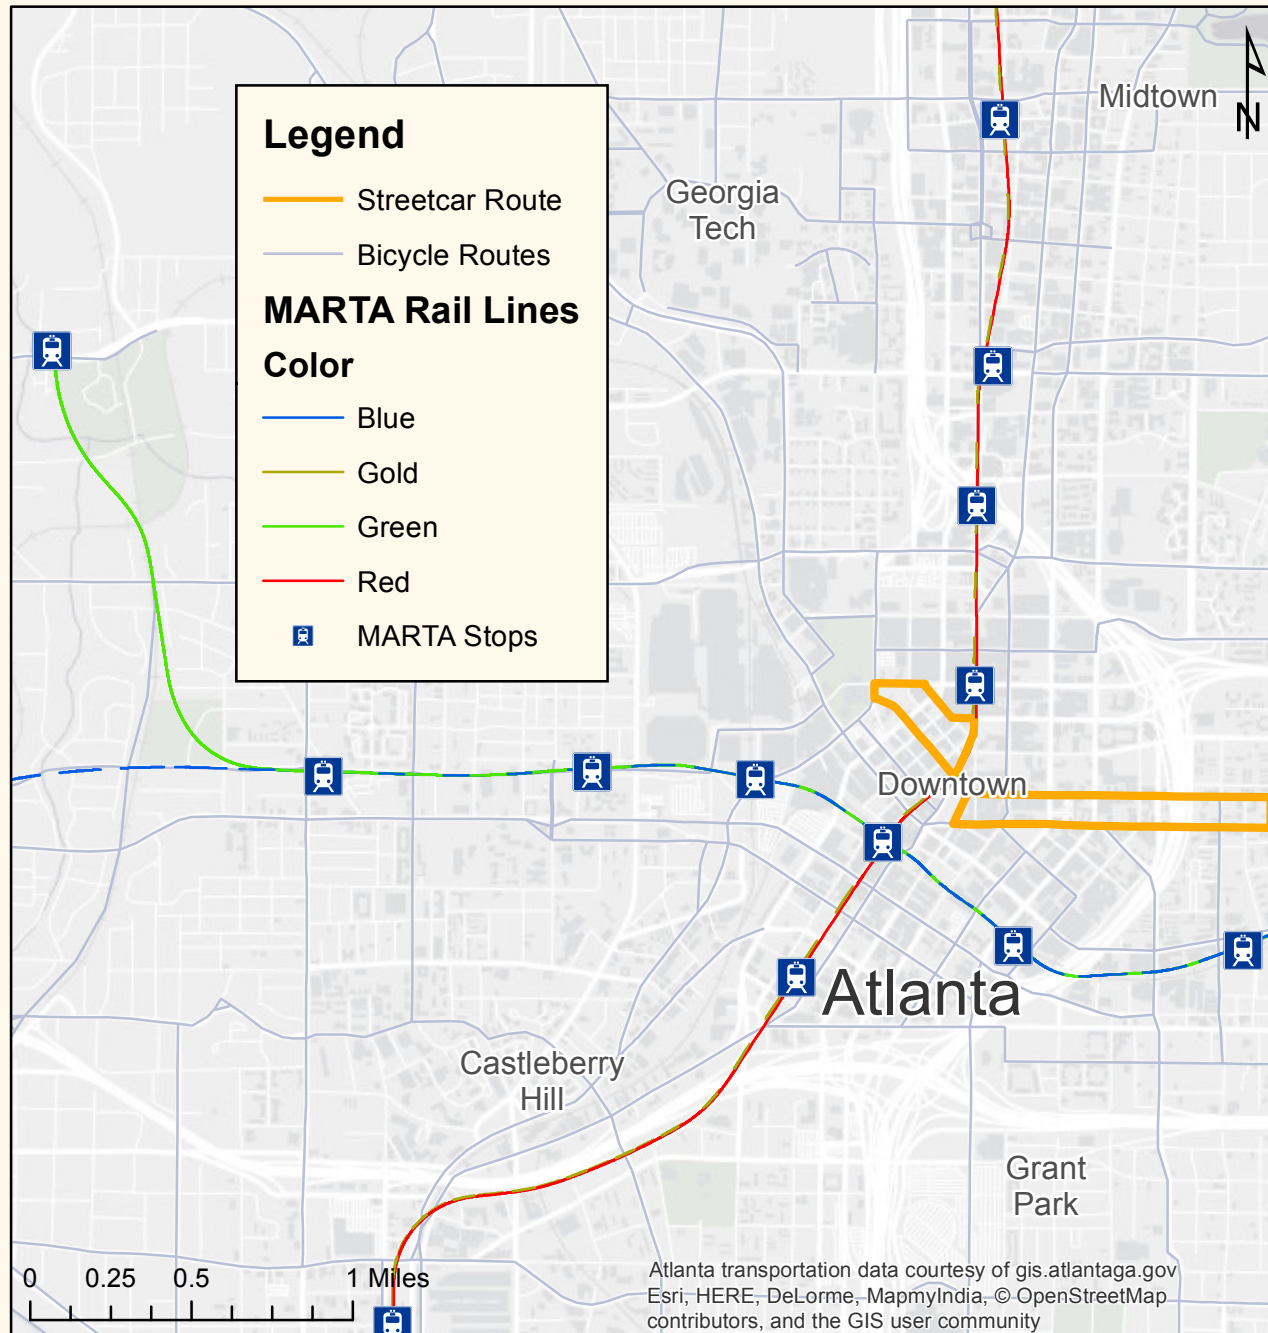 Legend
Streetcar Route
Bicycle Routes
MARTA Rail Lines
Color
Blue
Gold
Green
Red
MARTA Stops
Midtown
N
Georgia
Tech
Downtown
Atlanta
Castleberry
Hill
Grant
Park
0 0.25 0.5 1 Miles
Atlanta transportation data courtesy of gis.atlantaga.gov
Esri, HERE, DeLorme, MapmyIndia, © OpenStreetMap
contributors, and the GIS user community